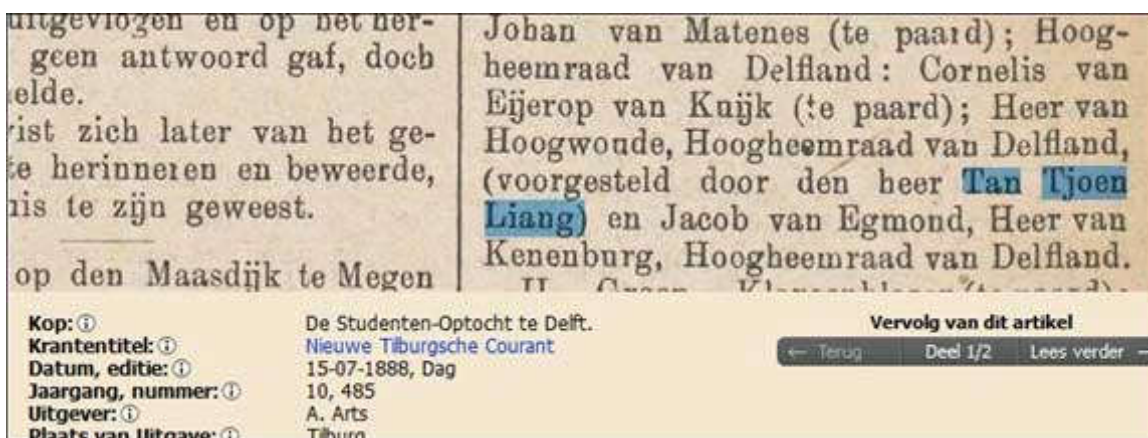 uitgevlogen en op het her-
geen antwoord gaf, doch
elde.
ist zich later van het ge-
te herinneren en beweerde,
uis te zijn geweest.
op den Maasdijk te Megen
Johan van Matenes (te paard); Hoog-
heemraad van Delfland: Cornelis van
Eijerop van Kuijk (te paard); Heer van
Hoogwoude, Hoogheemraad van Delfland,
(voorgesteld door den heer Tan Tjoen
Liang) en Jacob van Egmond, Heer van
Kenenburg, Hoogheemraad van Delfland.
Kop:
De Studenten-Optocht te Delft.
Krantentitel:
Nieuwe Tilburgsche Courant
Datum, editie:
15-07-1888, Dag
Jaargang, nummer:
10, 485
Uitgever:
A. Arts
Plaats van Uitgave:
Tilburg
Vervolg van dit artikel
← Terug Deel 1/2 Lees verder